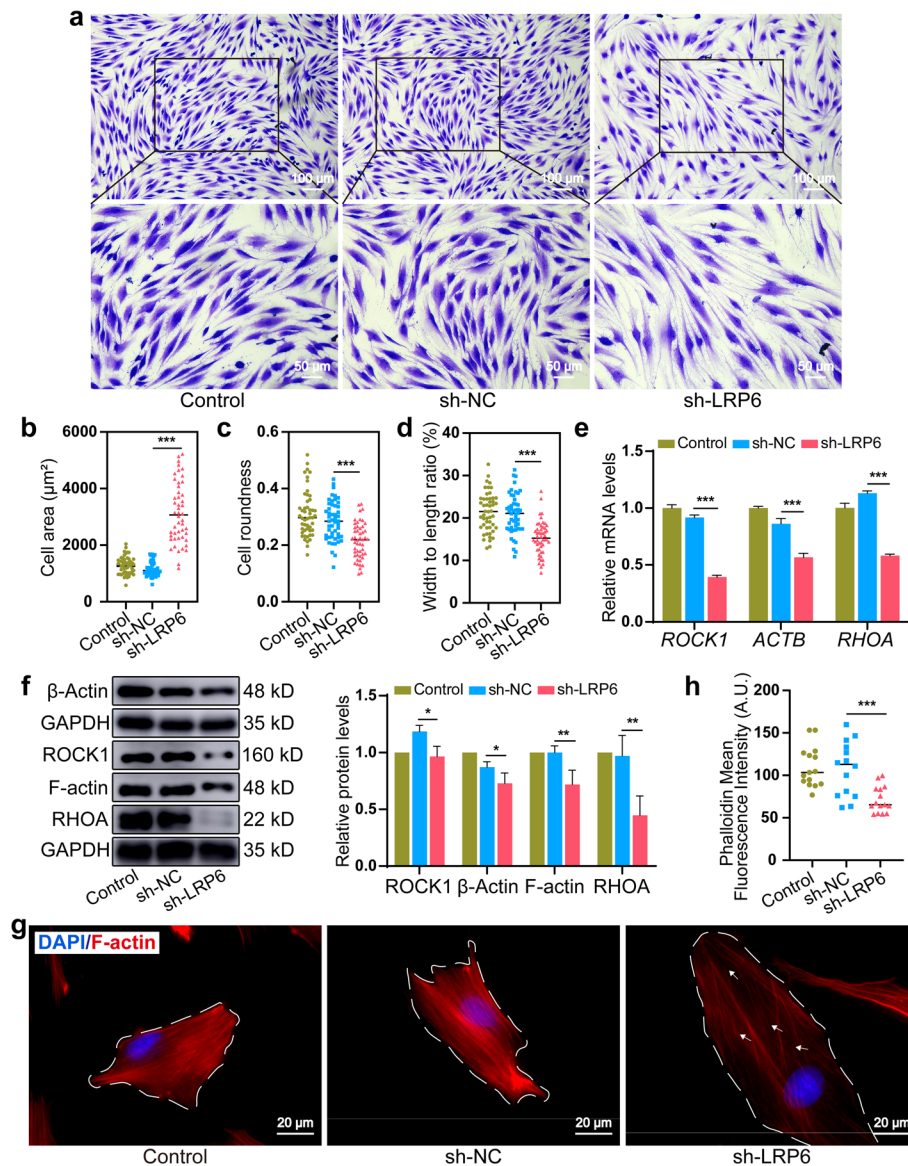 a
100 µm
100 µm
100 µm
50 µm
50 µm
50 µm
Control
sh-NC
sh-LRP6
b
Cell area (µm²)
6000
4000
2000
0
***
Control
sh-NC
sh-LRP6
c
Cell roundness
0.6
0.4
0.2
0.0
***
Control
sh-NC
sh-LRP6
d
Width to length ratio (%)
40
30
20
10
0
***
Control
sh-NC
sh-LRP6
e
Control
sh-NC
sh-LRP6
Relative mRNA levels
1.5
1.0
0.5
0.0
***
***
***
ROCK1
ACTB
RHOA
f
β-Actin
48 kD
GAPDH
35 kD
ROCK1
160 kD
F-actin
48 kD
RHOA
22 kD
GAPDH
35 kD
Control
sh-NC
sh-LRP6
Control
sh-NC
sh-LRP6
Relative protein levels
1.5
1.0
0.5
0.0
*
*
**
**
ROCK1
β-Actin
F-actin
RHOA
h
Phalloidin Mean
Fluorescence Intensity (A.U.)
200
150
100
50
0
***
Control
sh-NC
sh-LRP6
g
DAPI/F-actin
20 µm
20 µm
20 µm
Control
sh-NC
sh-LRP6